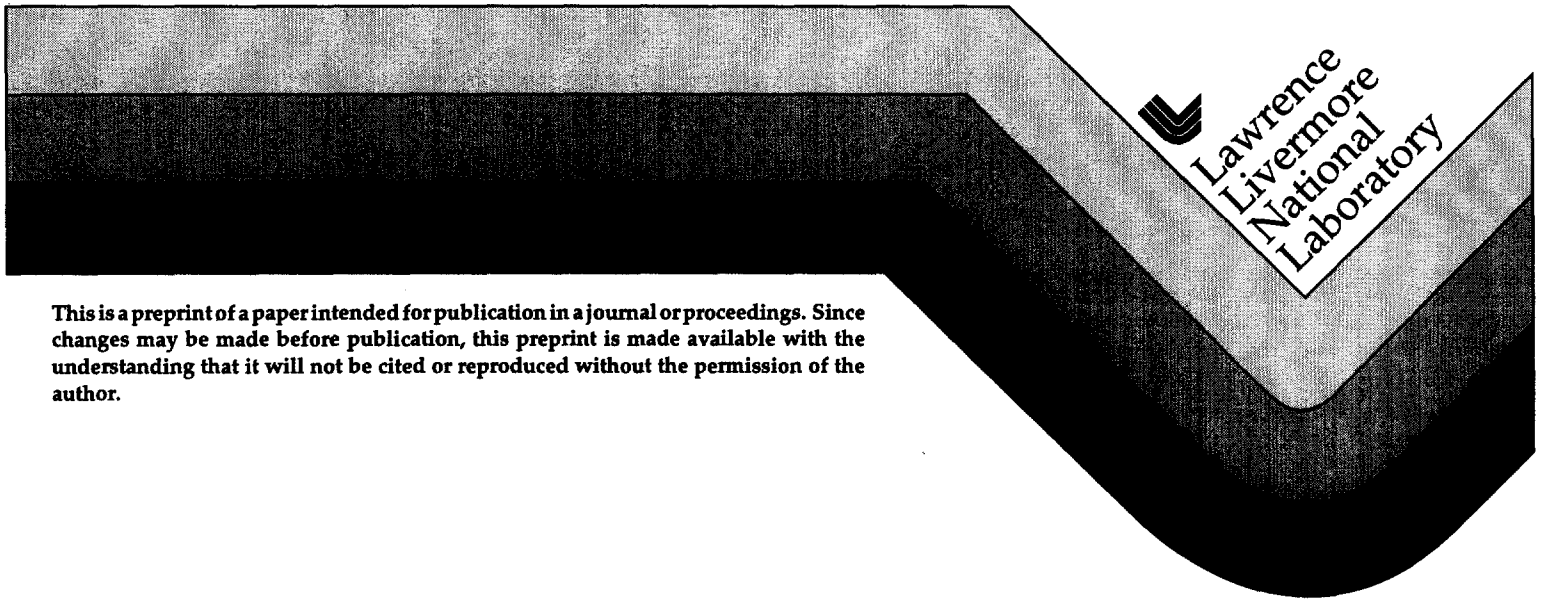 Lawrence
Livermore
National
Laboratory
This is a preprint of a paper intended for publication in a journal or proceedings. Since
changes may be made before publication, this preprint is made available with the
understanding that it will not be cited or reproduced without the permission of the
author.